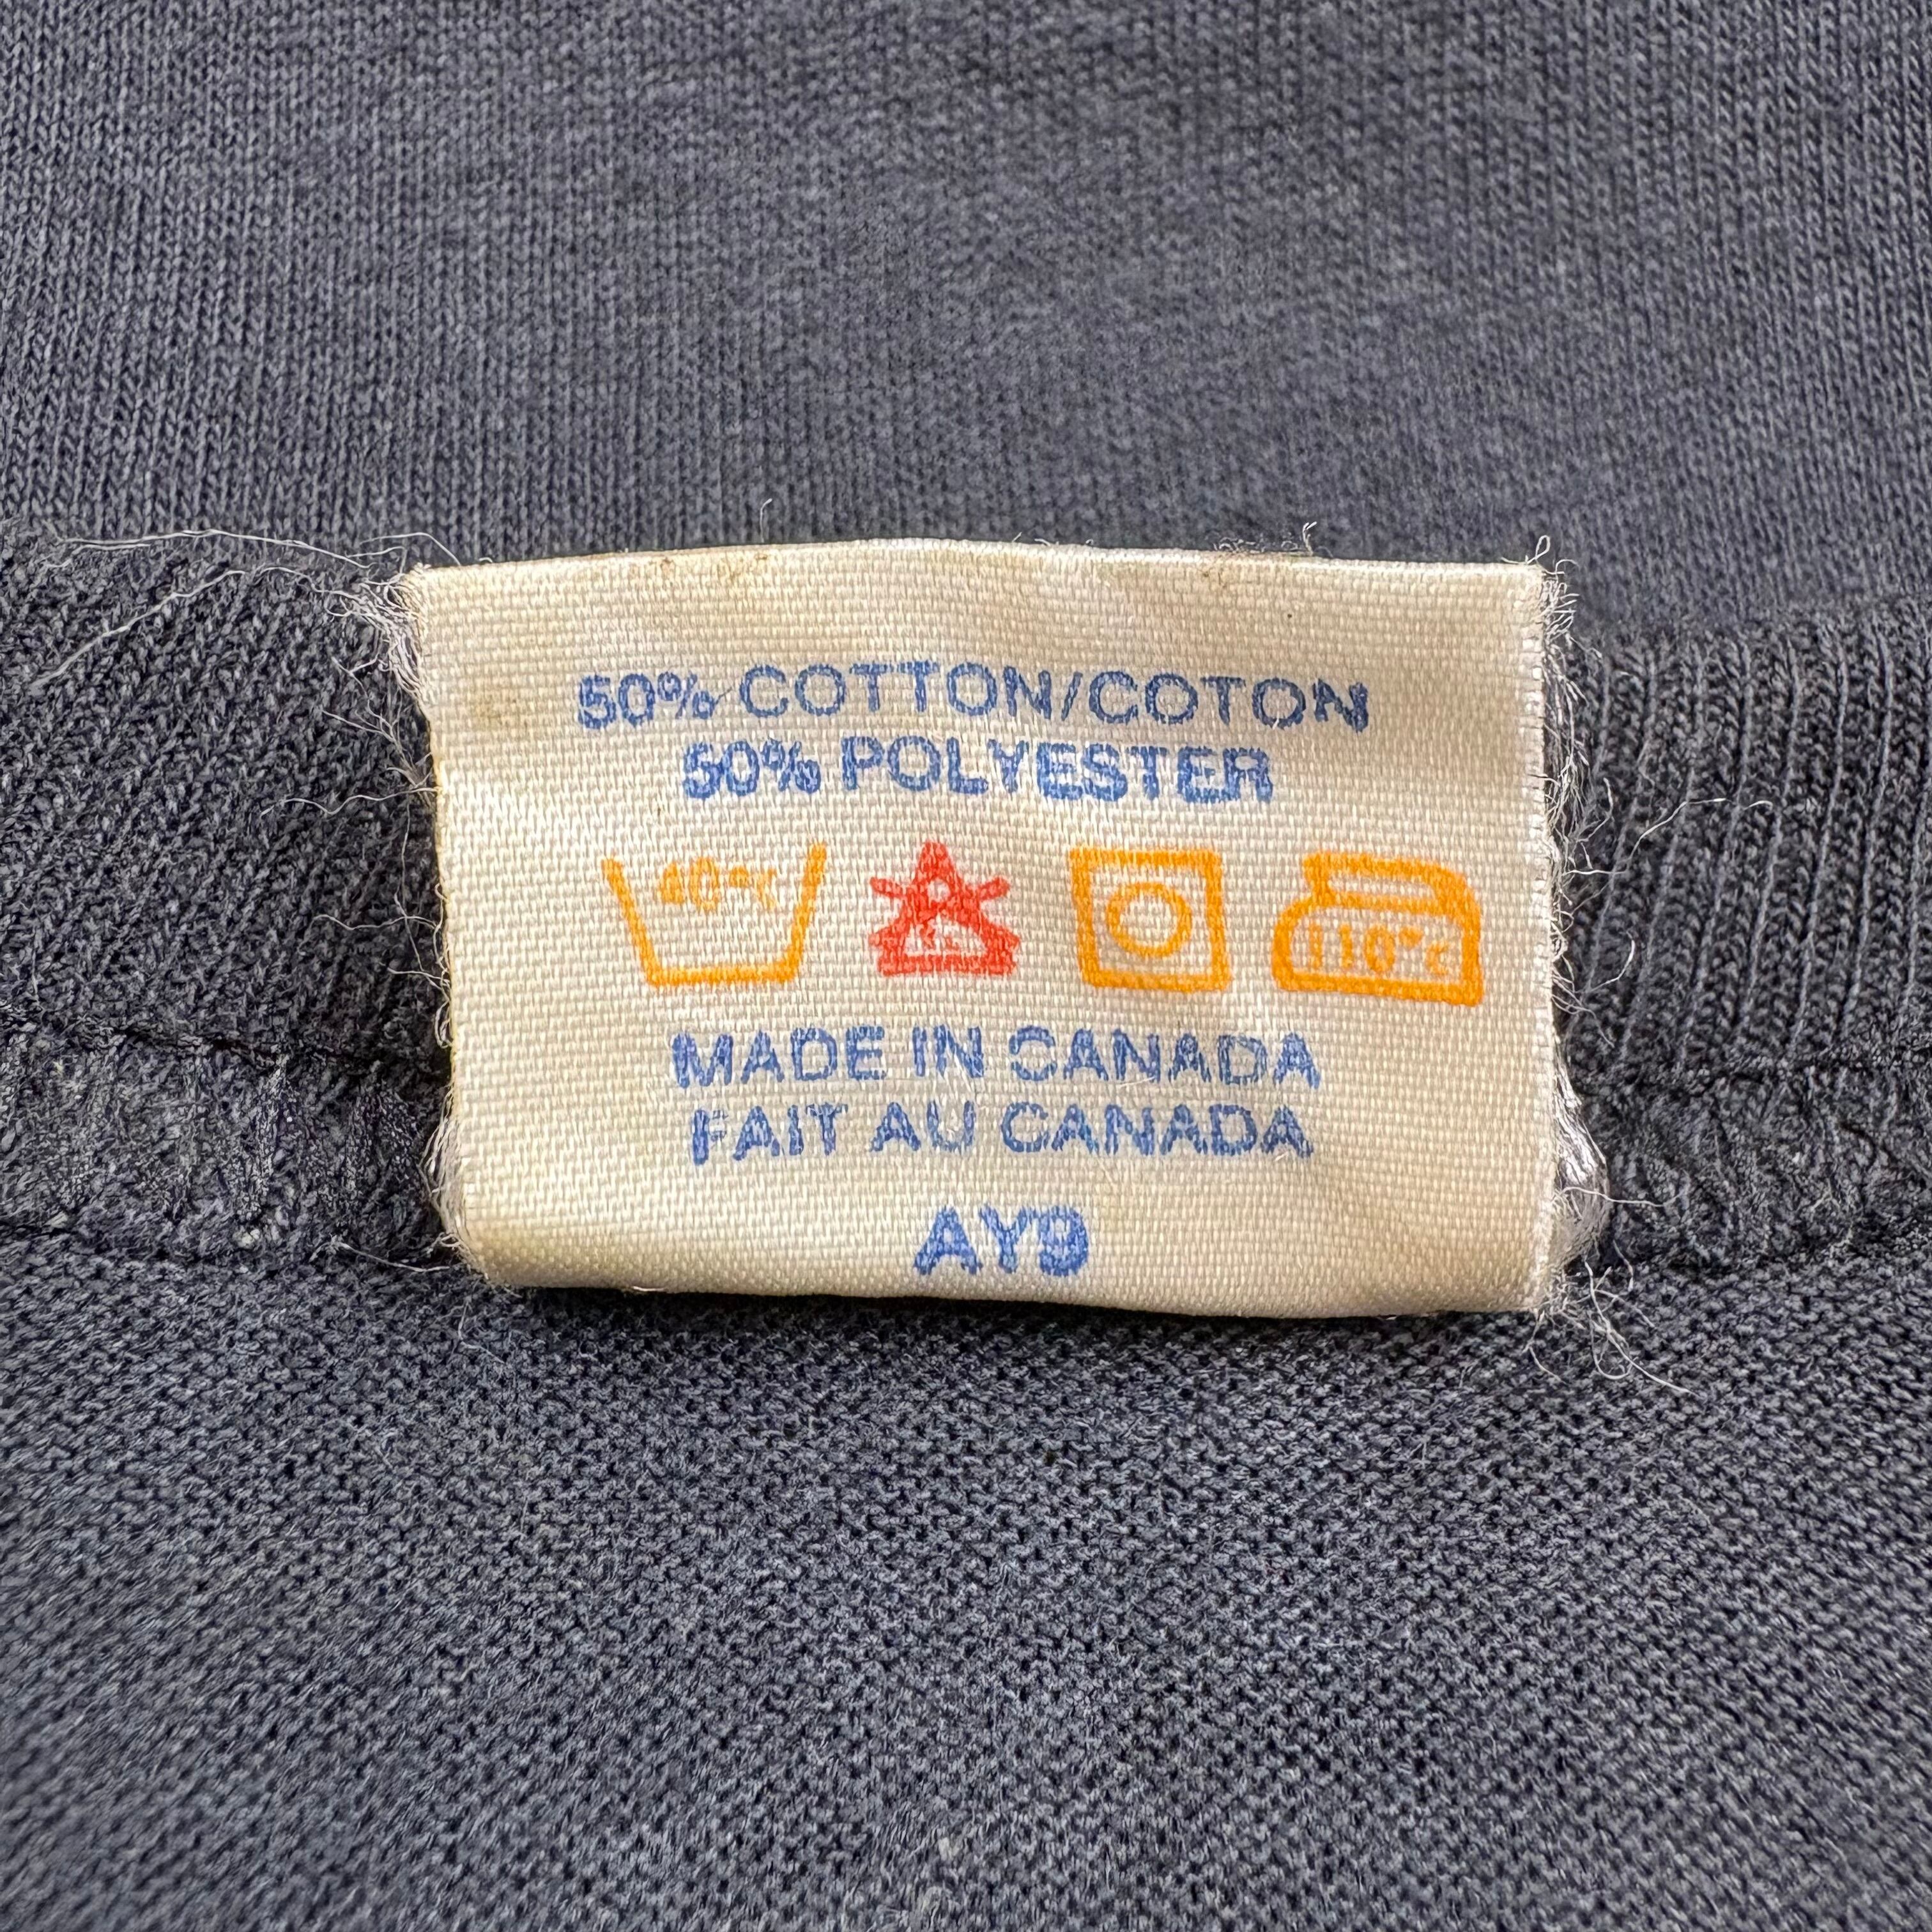 50% COTTON/COTON
50% POLYESTER
40°C 110°C
MADE IN CANADA
FAIT AU CANADA
AY9